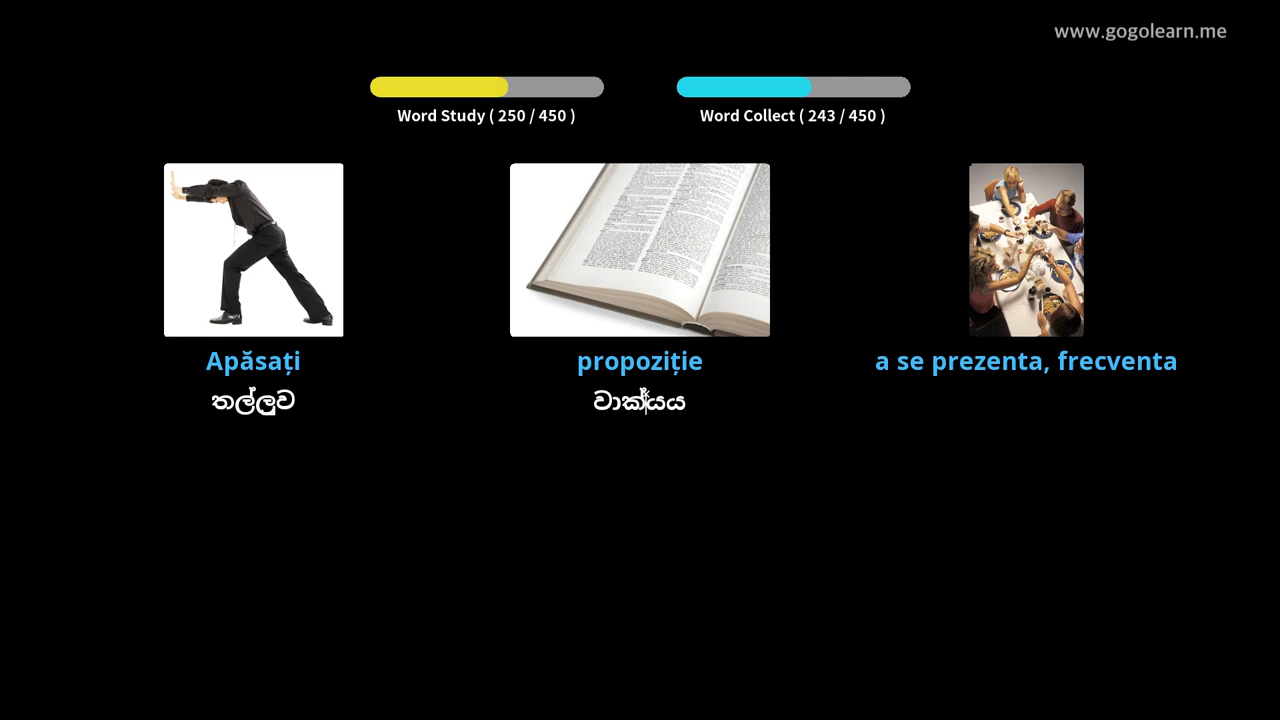 www.gogolearn.me
Word Study ( 250 / 450 )
Word Collect ( 243 / 450 )
Apăsați
තල්ලුව
propoziție
වාක්‍යය
a se prezenta, frecventa